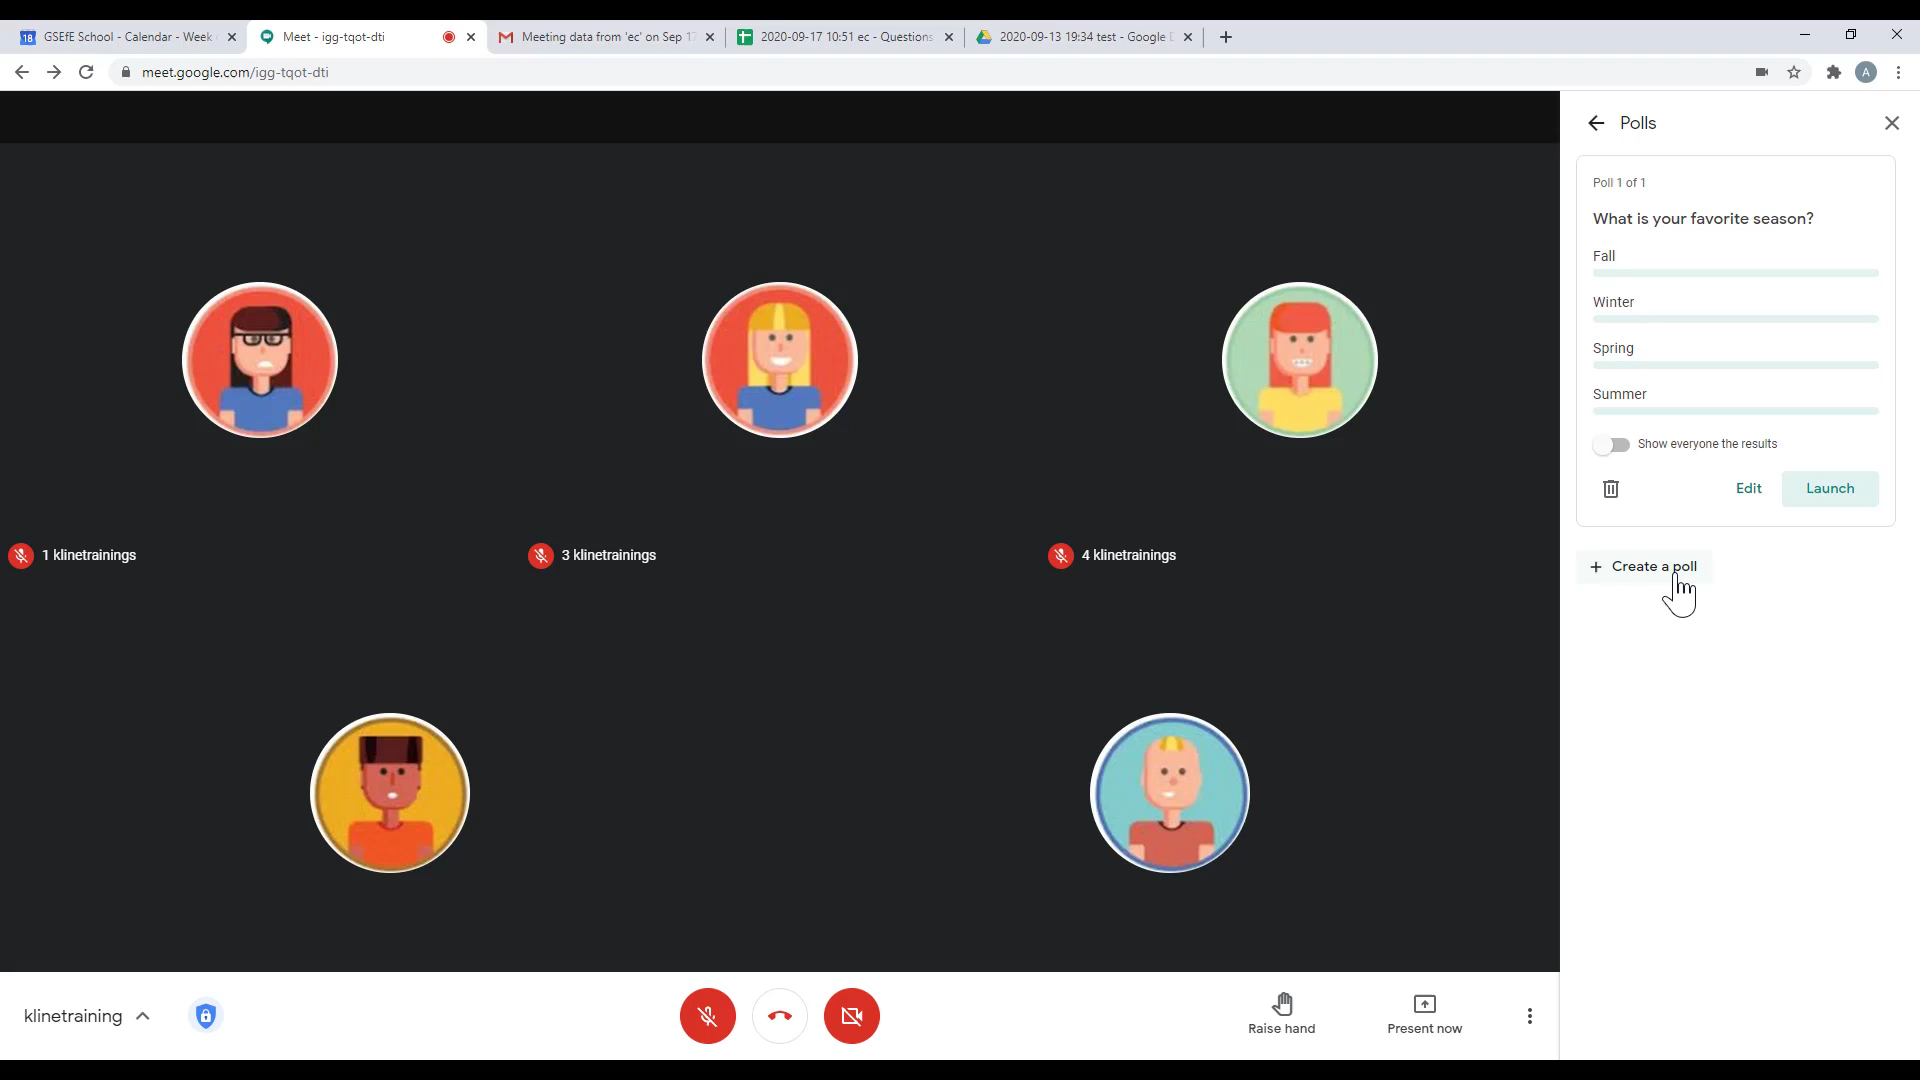 18 GSEfE School - Calendar - Week
Meet - igg-tqot-dti
Meeting data from 'ec' on Sep 17
2020-09-17 10:51 ec - Questions
2020-09-13 19:34 test - Google D
meet.google.com/igg-tqot-dti
A
Polls
Poll 1 of 1
What is your favorite season?
Fall
Winter
Spring
Summer
Show everyone the results
Edit
Launch
+ Create a poll
1 klinetrainings
3 klinetrainings
4 klinetrainings
klinetraining
Raise hand
Present now